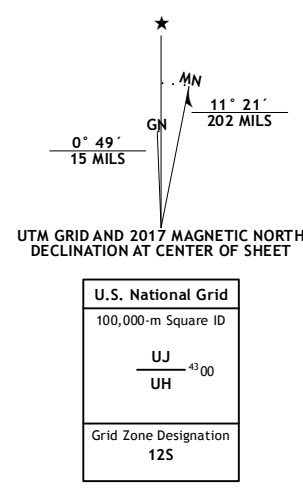 MN
11° 21´
202 MILS
GN
0° 49´
15 MILS
UTM GRID AND 2017 MAGNETIC NORTH
DECLINATION AT CENTER OF SHEET
U.S. National Grid
100,000-m Square ID
UJ
4300
UH
Grid Zone Designation
12S